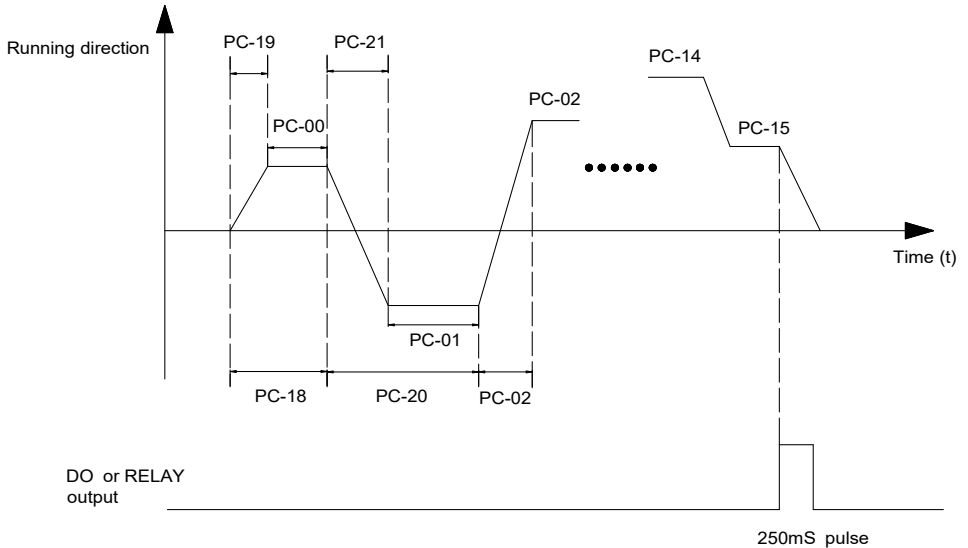 Running direction
PC-19
PC-21
PC-14
PC-02
PC-15
PC-00
Time (t)
PC-01
PC-18
PC-20
PC-02
DO or RELAY
output
250mS pulse